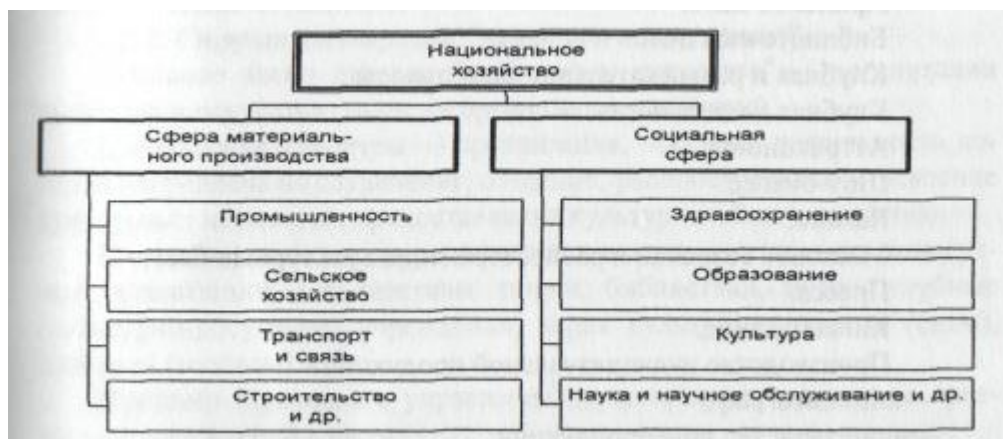 Национальное
хозяйство
Сфера материаль-
ного производства
Социальная
сфера
Промышленность
Здравоохранение
Сельское
хозяйство
Образование
Транспорт
и связь
Культура
Строительство
и др.
Наука и научное обслуживание и др.